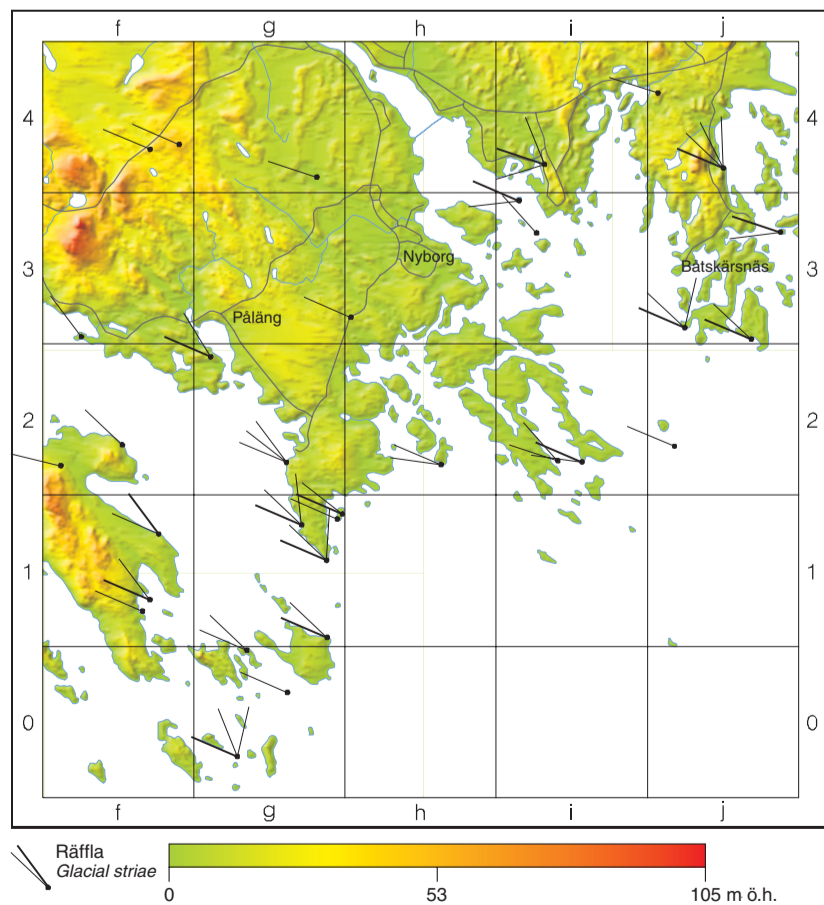 f g h i j
4 4
Nyborg
3 3
Båtskärsnäs
Påläng
2 2
1 1
0 0
f g h i j
Räffla
Glacial striae
0 53 105 m ö.h.